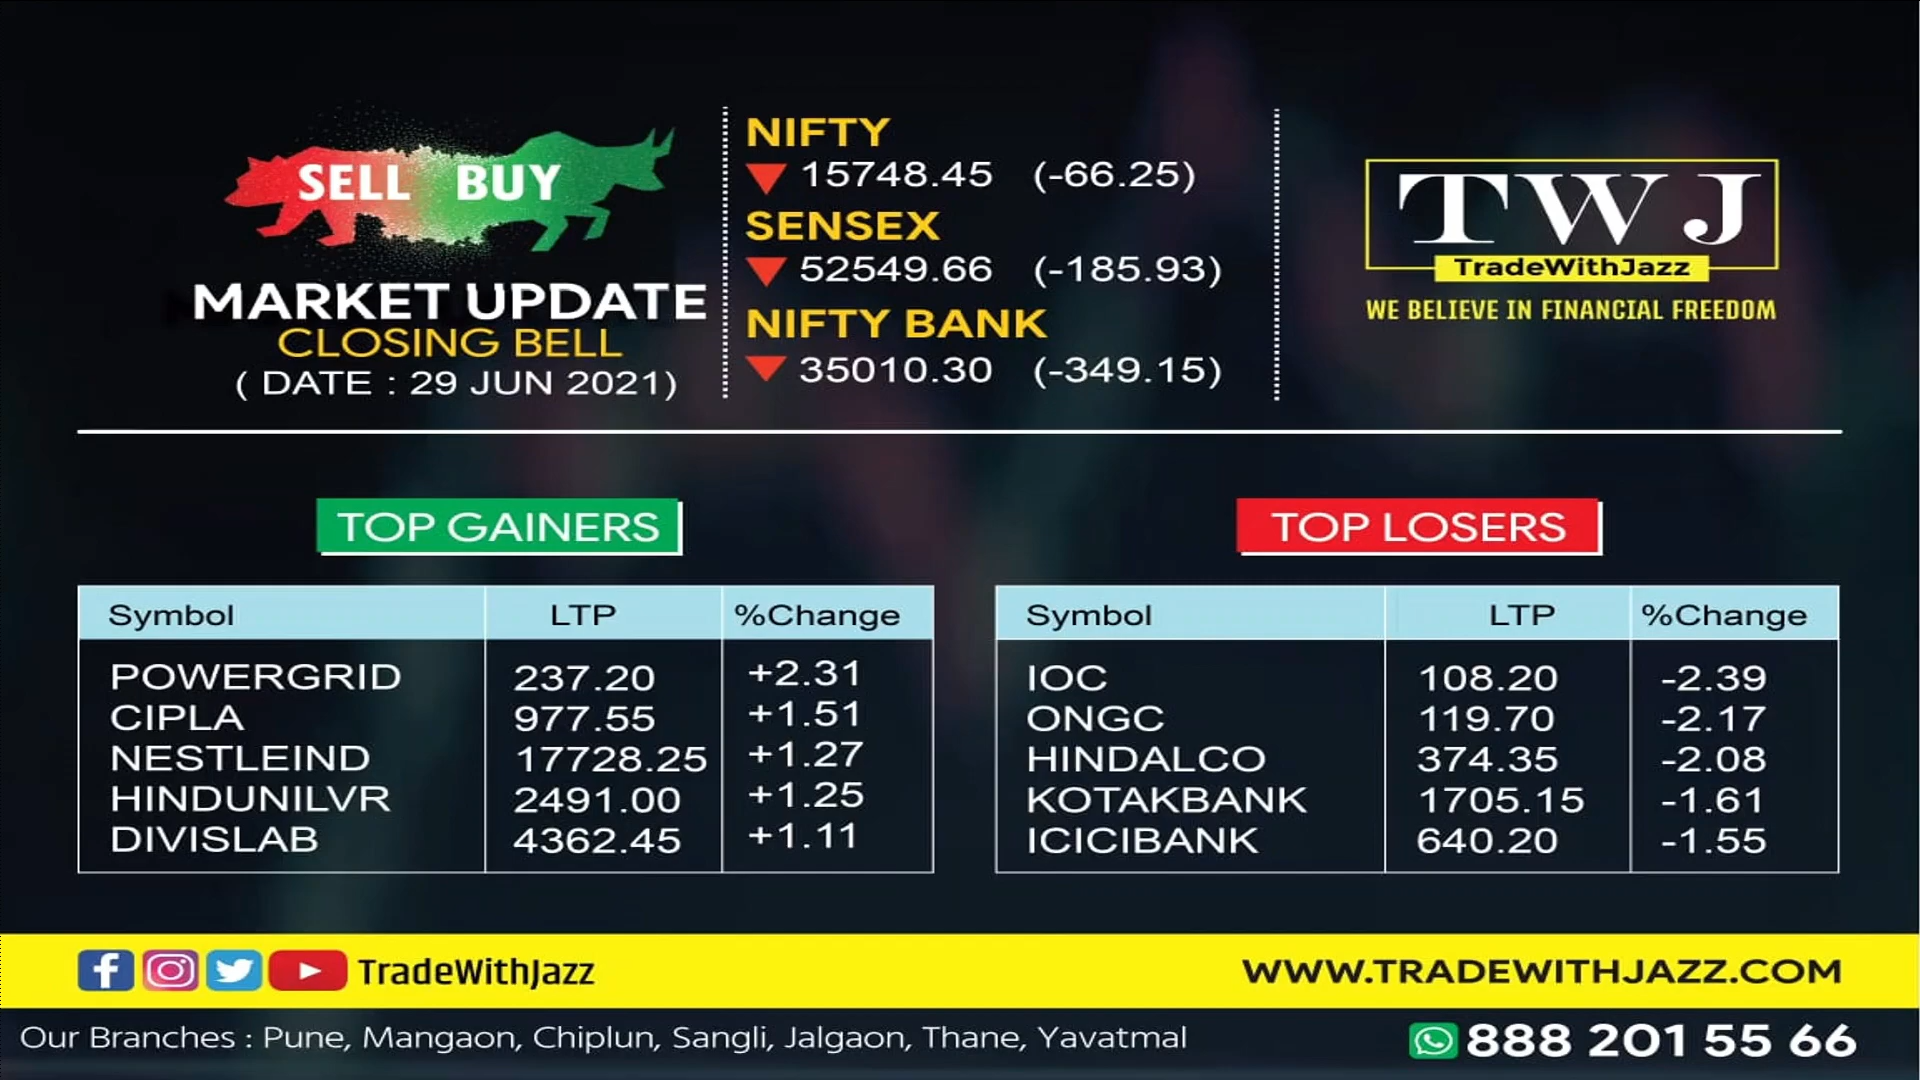 SELL BUY
MARKET UPDATE
CLOSING BELL
( DATE : 29 JUN 2021)
NIFTY
15748.45 (-66.25)
SENSEX
52549.66 (-185.93)
NIFTY BANK
35010.30 (-349.15)
TWJ
TradeWithJazz
WE BELIEVE IN FINANCIAL FREEDOM
TOP GAINERS
Symbol LTP %Change
POWERGRID 237.20 +2.31
CIPLA 977.55 +1.51
NESTLEIND 17728.25 +1.27
HINDUNILVR 2491.00 +1.25
DIVISLAB 4362.45 +1.11
TOP LOSERS
Symbol LTP %Change
IOC 108.20 -2.39
ONGC 119.70 -2.17
HINDALCO 374.35 -2.08
KOTAKBANK 1705.15 -1.61
ICICIBANK 640.20 -1.55
TradeWithJazz
WWW.TRADEWITHJAZZ.COM
Our Branches : Pune, Mangaon, Chiplun, Sangli, Jalgaon, Thane, Yavatmal
888 201 55 66